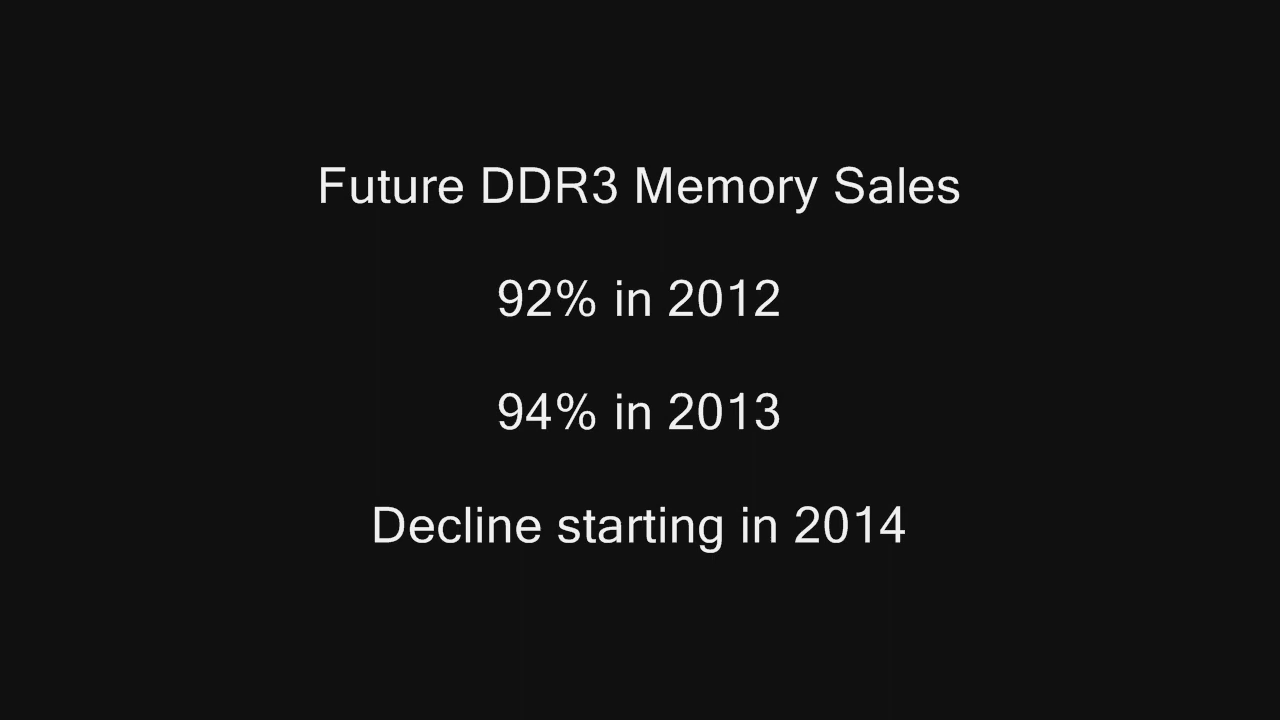 Future DDR3 Memory Sales
92% in 2012
94% in 2013
Decline starting in 2014